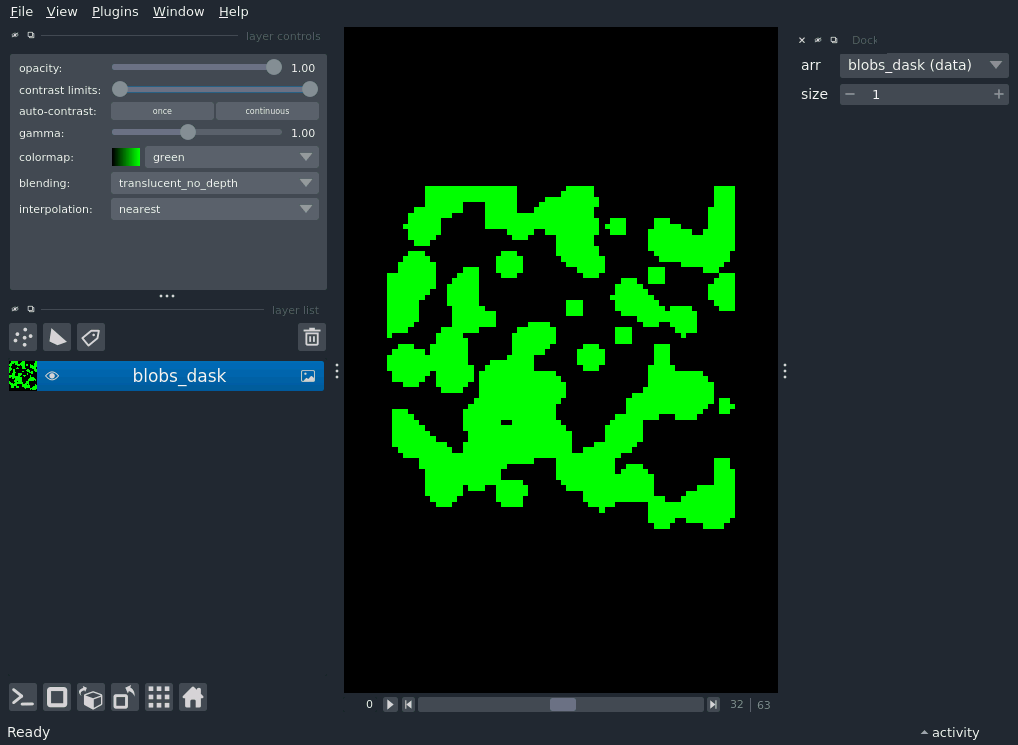 File View Plugins Window Help
layer controls
opacity: 1.00
contrast limits:
auto-contrast: once continuous
gamma: 1.00
colormap: green
blending: translucent_no_depth
interpolation: nearest
layer list
blobs_dask
0 32 63
Ready
Dock
arr blobs_dask (data)
size 1
activity